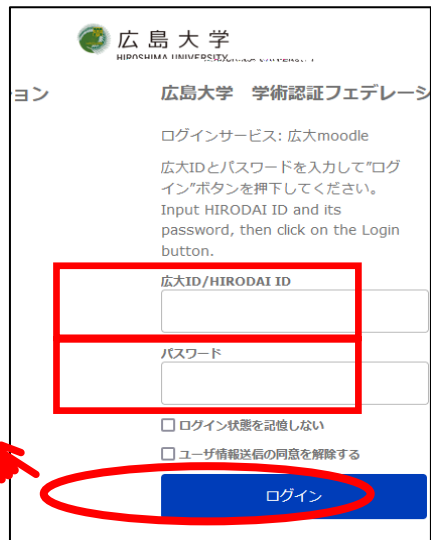 広島大学
HIROSHIMA UNIVERSITY
ョン
広島大学 学術認証フェデレーシ
ログインサービス: 広大moodle
広大IDとパスワードを入力して"ログ
イン"ボタンを押下してください。
Input HIRODAI ID and its
password, then click on the Login
button.
広大ID/HIRODAI ID
パスワード
ログイン状態を記憶しない
ユーザ情報送信の同意を解除する
ログイン